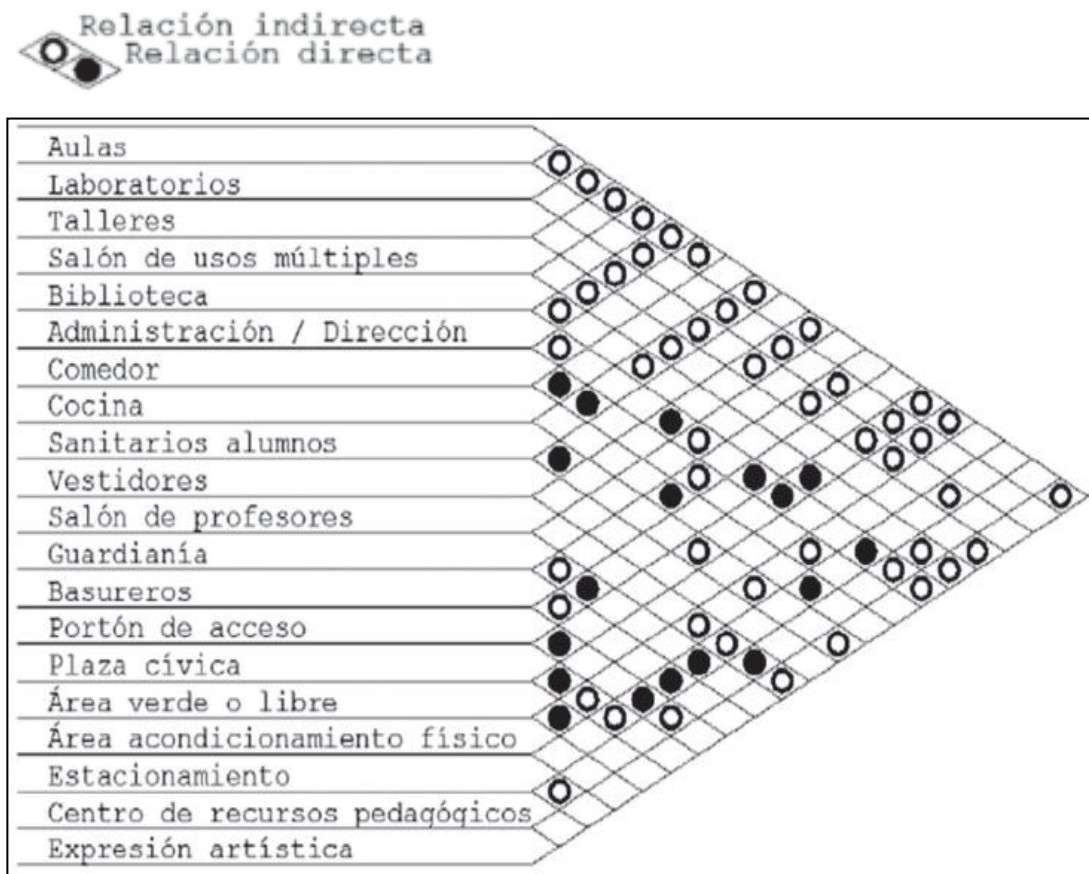 Relación indirecta
Relación directa
Aulas
Laboratorios
Talleres
Salón de usos múltiples
Biblioteca
Administración / Dirección
Comedor
Cocina
Sanitarios alumnos
Vestidores
Salón de profesores
Guardianía
Basureros
Portón de acceso
Plaza cívica
Área verde o libre
Área acondicionamiento físico
Estacionamiento
Centro de recursos pedagógicos
Expresión artística